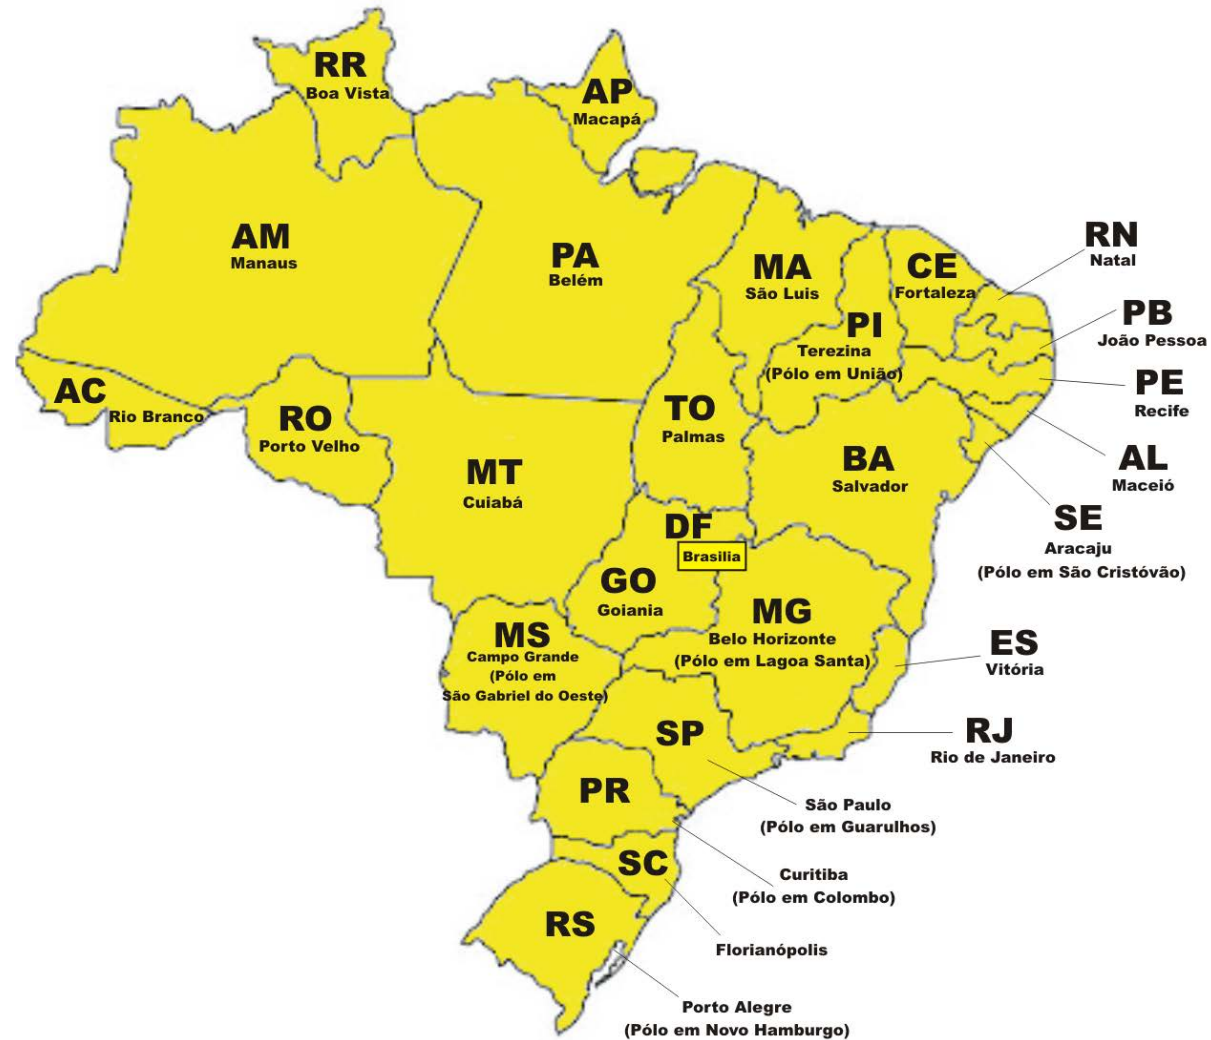 RR
Boa Vista
AP
Macapá
AM
Manaus
PA
Belém
MA
São Luis
CE
Fortaleza
RN
Natal
PI
Terezina
(Pólo em União)
PB
João Pessoa
PE
Recife
AC
Rio Branco
RO
Porto Velho
TO
Palmas
MT
Cuiabá
BA
Salvador
AL
Maceió
SE
Aracaju
(Pólo em São Cristóvão)
DF
Brasilia
GO
Goiania
MG
Belo Horizonte
(Pólo em Lagoa Santa)
MS
Campo Grande
(Pólo em
São Gabriel do Oeste)
ES
Vitória
RJ
Rio de Janeiro
SP
São Paulo
(Pólo em Guarulhos)
PR
Curitiba
(Pólo em Colombo)
SC
Florianópolis
RS
Porto Alegre
(Pólo em Novo Hamburgo)